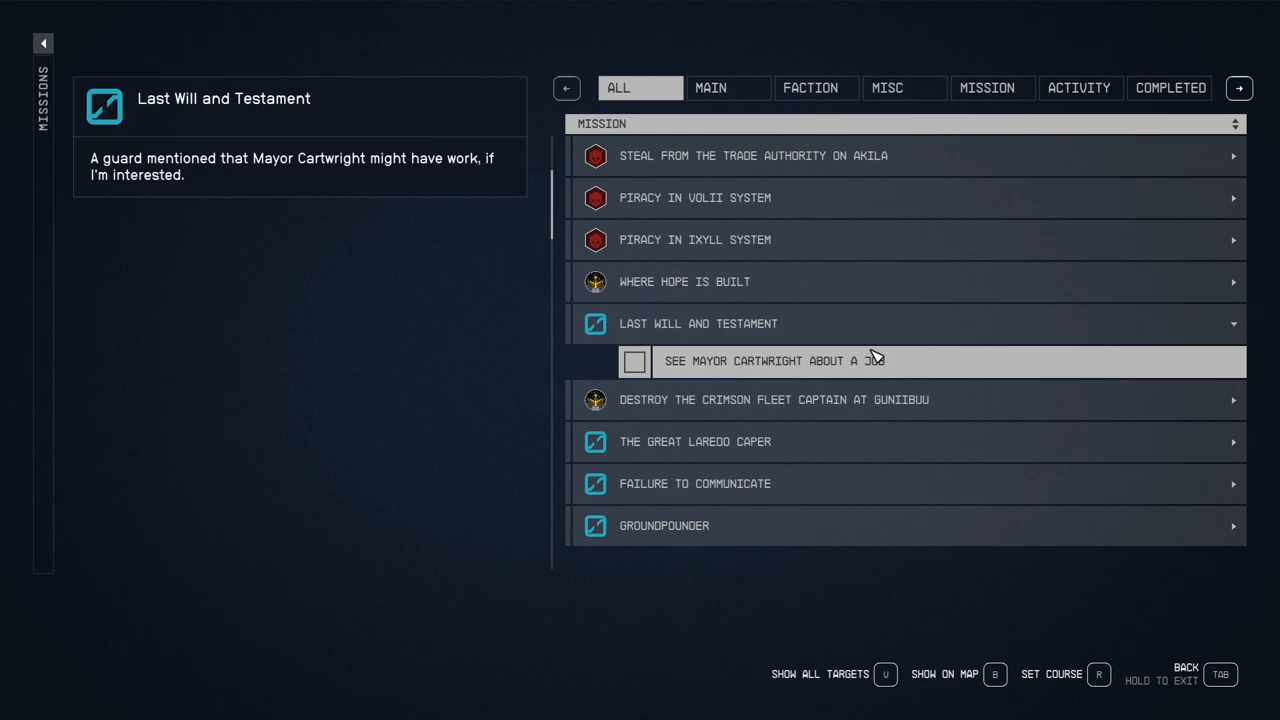 MISSIONS
Last Will and Testament
A guard mentioned that Mayor Cartwright might have work, if
I'm interested.
ALL
MAIN
FACTION
MISC
MISSION
ACTIVITY
COMPLETED
MISSION
STEAL FROM THE TRADE AUTHORITY ON AKILA
PIRACY IN VOLII SYSTEM
PIRACY IN IXYLL SYSTEM
WHERE HOPE IS BUILT
LAST WILL AND TESTAMENT
SEE MAYOR CARTWRIGHT ABOUT A JOB
DESTROY THE CRIMSON FLEET CAPTAIN AT GUNIIBUU
THE GREAT LAREDO CAPER
FAILURE TO COMMUNICATE
GROUNDPOUNDER
SHOW ALL TARGETS V
SHOW ON MAP B
SET COURSE R
BACK
HOLD TO EXIT TAB